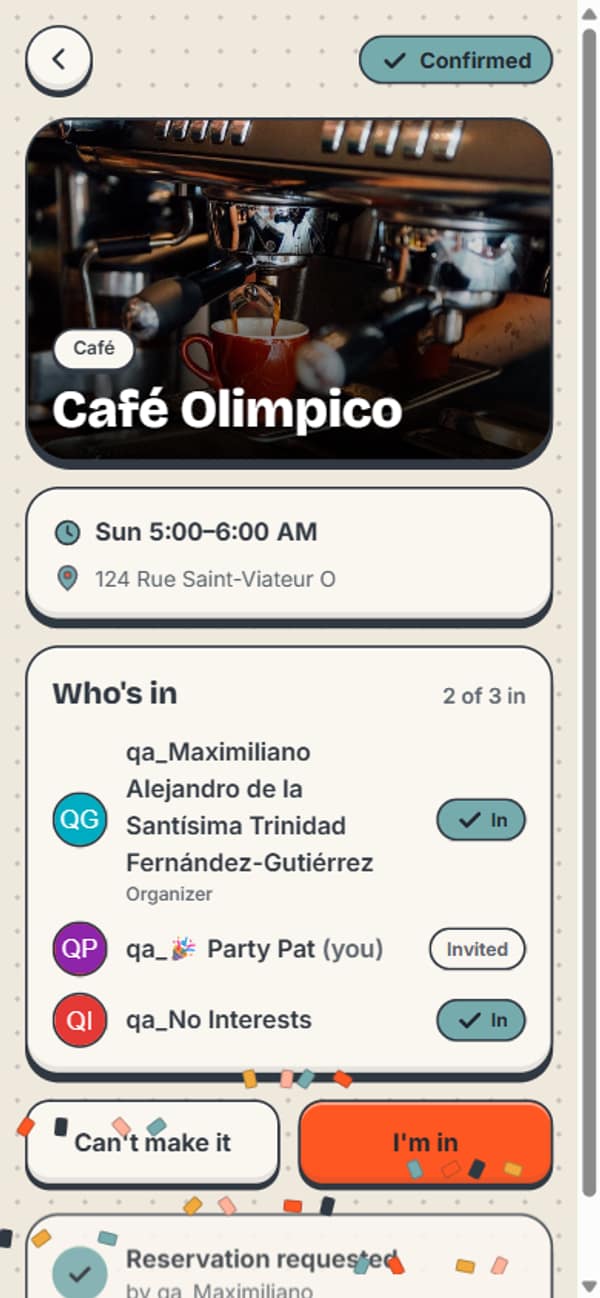 Confirmed
Café
Café Olimpico
Sun 5:00–6:00 AM
124 Rue Saint-Viateur O
Who's in
2 of 3 in
qa_Maximiliano
Alejandro de la
Santísima Trinidad
Fernández-Gutiérrez
Organizer
QG
In
QP
qa_🎉 Party Pat (you)
Invited
QI
qa_No Interests
In
Can't make it
I'm in
Reservation requested
by qa_Maximiliano